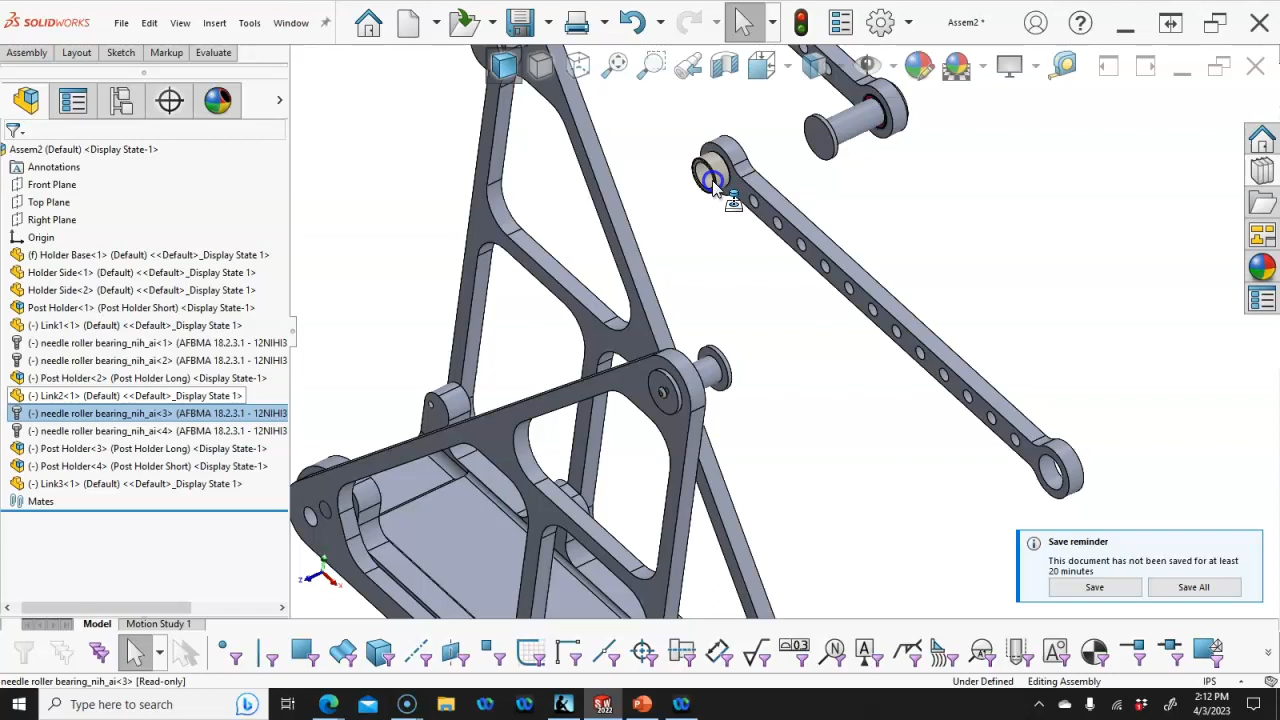 SOLIDWORKS File Edit View Insert Tools Window Assem2 *
Assembly Layout Sketch Markup Evaluate
Assem2 (Default) <Display State-1>
Annotations
Front Plane
Top Plane
Right Plane
Origin
(f) Holder Base<1> (Default) <<Default>_Display State 1>
Holder Side<1> (Default) <<Default>_Display State 1>
Holder Side<2> (Default) <<Default>_Display State 1>
Post Holder<1> (Post Holder Short) <Display State-1>
(-) Link1<1> (Default) <<Default>_Display State 1>
(-) needle roller bearing_nih_ai<1> (AFBMA 18.2.3.1 - 12NIHI3
(-) needle roller bearing_nih_ai<2> (AFBMA 18.2.3.1 - 12NIHI3
(-) Post Holder<2> (Post Holder Long) <Display State-1>
(-) Link2<1> (Default) <<Default>_Display State 1>
(-) needle roller bearing_nih_ai<3> (AFBMA 18.2.3.1 - 12NIHI3
(-) needle roller bearing_nih_ai<4> (AFBMA 18.2.3.1 - 12NIHI3
(-) Post Holder<3> (Post Holder Long) <Display State-1>
(-) Post Holder<4> (Post Holder Short) <Display State-1>
(-) Link3<1> (Default) <<Default>_Display State 1>
Mates
Save reminder
This document has not been saved for at least
20 minutes
Save Save All
z x
Model Motion Study 1
needle roller bearing_nih_ai<3> [Read-only] Under Defined Editing Assembly IPS
Type here to search
2:12 PM
4/3/2023